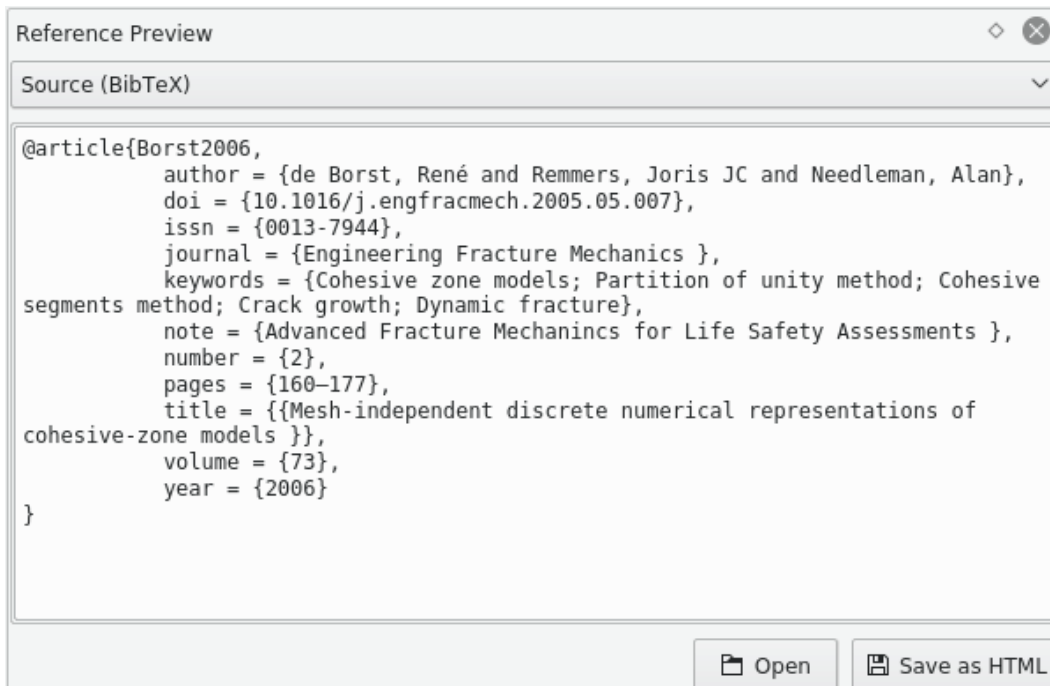 Reference Preview
Source (BibTeX)
@article{Borst2006,
author = {de Borst, René and Remmers, Joris JC and Needleman, Alan},
doi = {10.1016/j.engfracmech.2005.05.007},
issn = {0013-7944},
journal = {Engineering Fracture Mechanics },
keywords = {Cohesive zone models; Partition of unity method; Cohesive
segments method; Crack growth; Dynamic fracture},
note = {Advanced Fracture Mechanincs for Life Safety Assessments },
number = {2},
pages = {160–177},
title = {{Mesh-independent discrete numerical representations of
cohesive-zone models }},
volume = {73},
year = {2006}
}
Open
Save as HTML